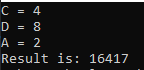 C = 4
D = 8
A = 2
Result is: 16417